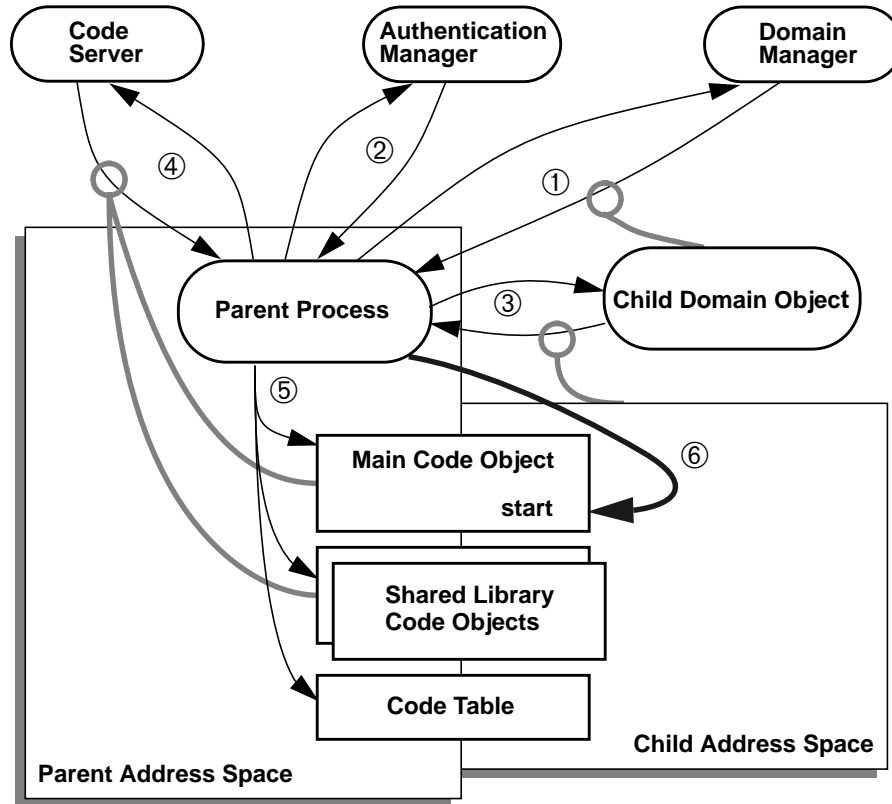 Code
Server
Authentication
Manager
Domain
Manager
④
②
①
Parent Process
③
Child Domain Object
⑤
Main Code Object
⑥
start
Shared Library
Code Objects
Code Table
Child Address Space
Parent Address Space